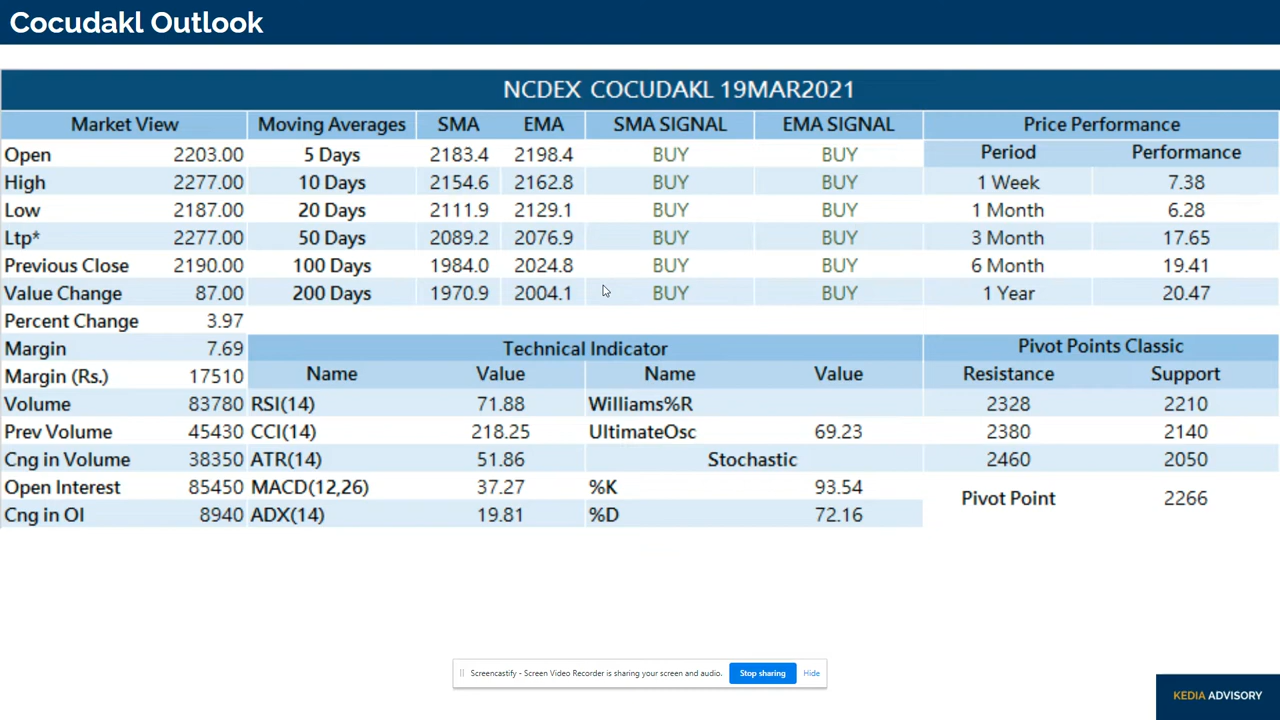 Cocudakl Outlook
NCDEX COCUDAKL 19MAR2021
Market View Moving Averages SMA EMA SMA SIGNAL EMA SIGNAL Price Performance
Open 2203.00 5 Days 2183.4 2198.4 BUY BUY Period Performance
High 2277.00 10 Days 2154.6 2162.8 BUY BUY 1 Week 7.38
Low 2187.00 20 Days 2111.9 2129.1 BUY BUY 1 Month 6.28
Ltp* 2277.00 50 Days 2089.2 2076.9 BUY BUY 3 Month 17.65
Previous Close 2190.00 100 Days 1984.0 2024.8 BUY BUY 6 Month 19.41
Value Change 87.00 200 Days 1970.9 2004.1 BUY BUY 1 Year 20.47
Percent Change 3.97
Margin 7.69 Technical Indicator Pivot Points Classic
Margin (Rs.) 17510 Name Value Name Value Resistance Support
Volume 83780 RSI(14) 71.88 Williams%R 2328 2210
Prev Volume 45430 CCI(14) 218.25 UltimateOsc 69.23 2380 2140
Cng in Volume 38350 ATR(14) 51.86 Stochastic 2460 2050
Open Interest 85450 MACD(12,26) 37.27 %K 93.54 Pivot Point 2266
Cng in OI 8940 ADX(14) 19.81 %D 72.16
Screencastify - Screen Video Recorder is sharing your screen and audio. Stop sharing Hide
KEDIA ADVISORY